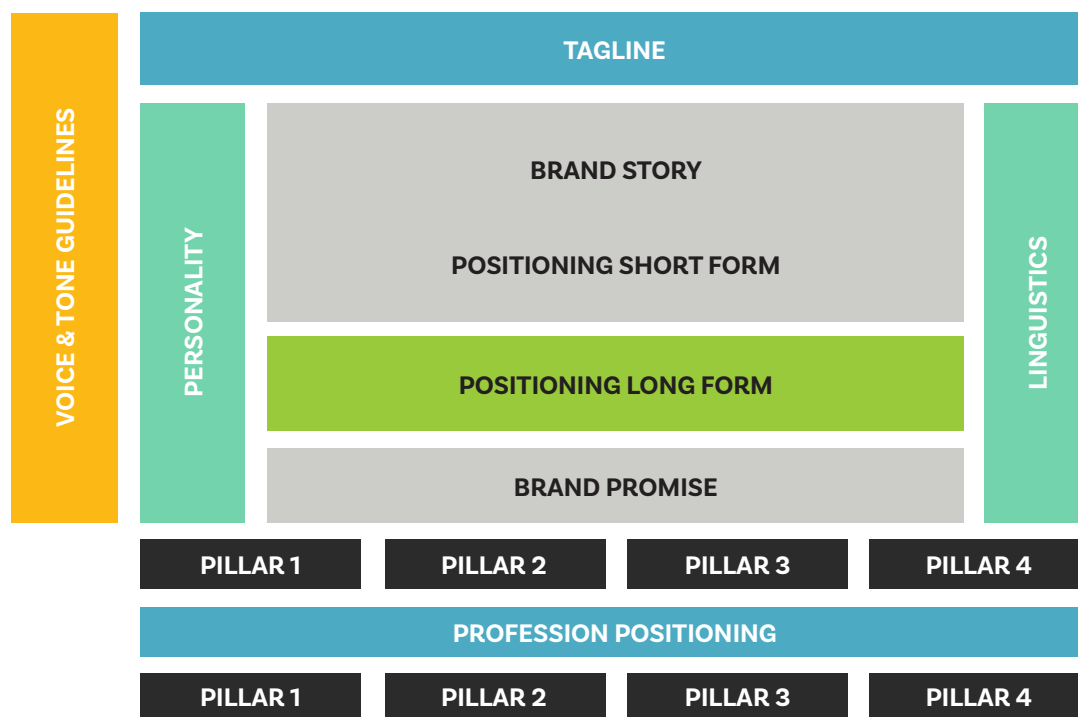 VOICE & TONE GUIDELINES
TAGLINE
PERSONALITY
BRAND STORY
POSITIONING SHORT FORM
POSITIONING LONG FORM
BRAND PROMISE
LINGUISTICS
PILLAR 1
PILLAR 2
PILLAR 3
PILLAR 4
PROFESSION POSITIONING
PILLAR 1
PILLAR 2
PILLAR 3
PILLAR 4